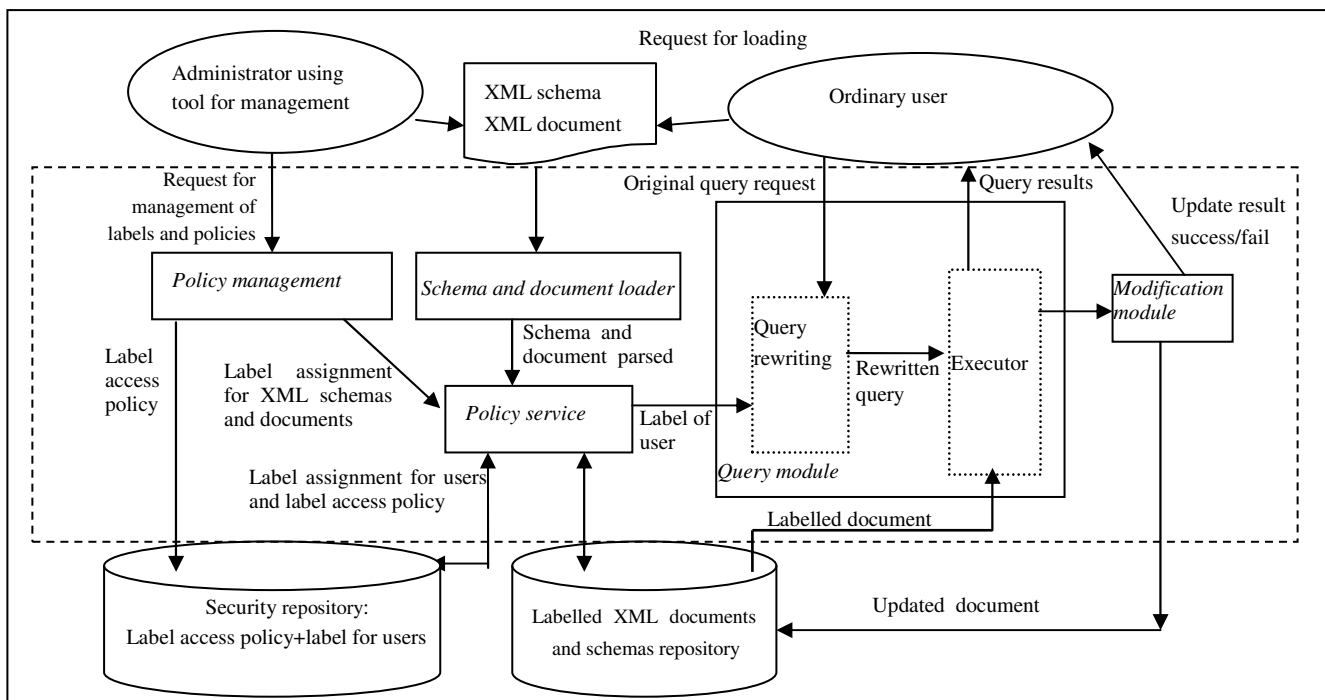 Request for loading
Administrator using
tool for management
XML schema
XML document
Ordinary user
Request for
management of
labels and policies
Original query request
Query results
Update result
success/fail
Policy management
Schema and document loader
Modification
module
Label
access
policy
Label assignment
for XML schemas
and documents
Schema and
document parsed
Query
rewriting
Rewritten
query
Executor
Policy service
Label of
user
Query module
Label assignment for users
and label access policy
Labelled document
Security repository:
Label access policy+label for users
Labelled XML documents
and schemas repository
Updated document